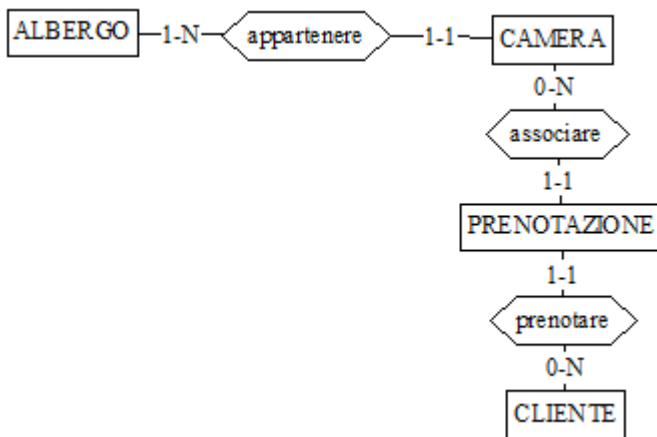 ALBERGO 1-N appartenere 1-1 CAMERA
0-N
associare
1-1
PRENOTAZIONE
1-1
prenotare
0-N
CLIENTE